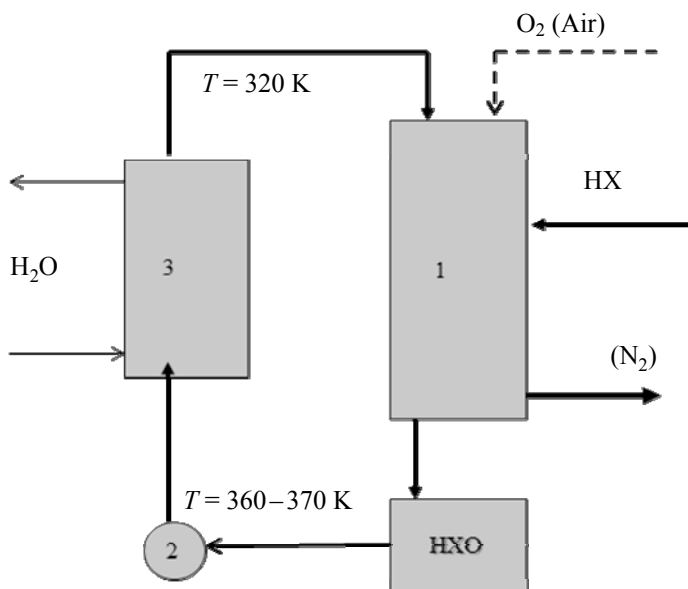 O₂ (Air)
T = 320 K
HX
3
1
H₂O
(N₂)
T = 360–370 K
HXO
2